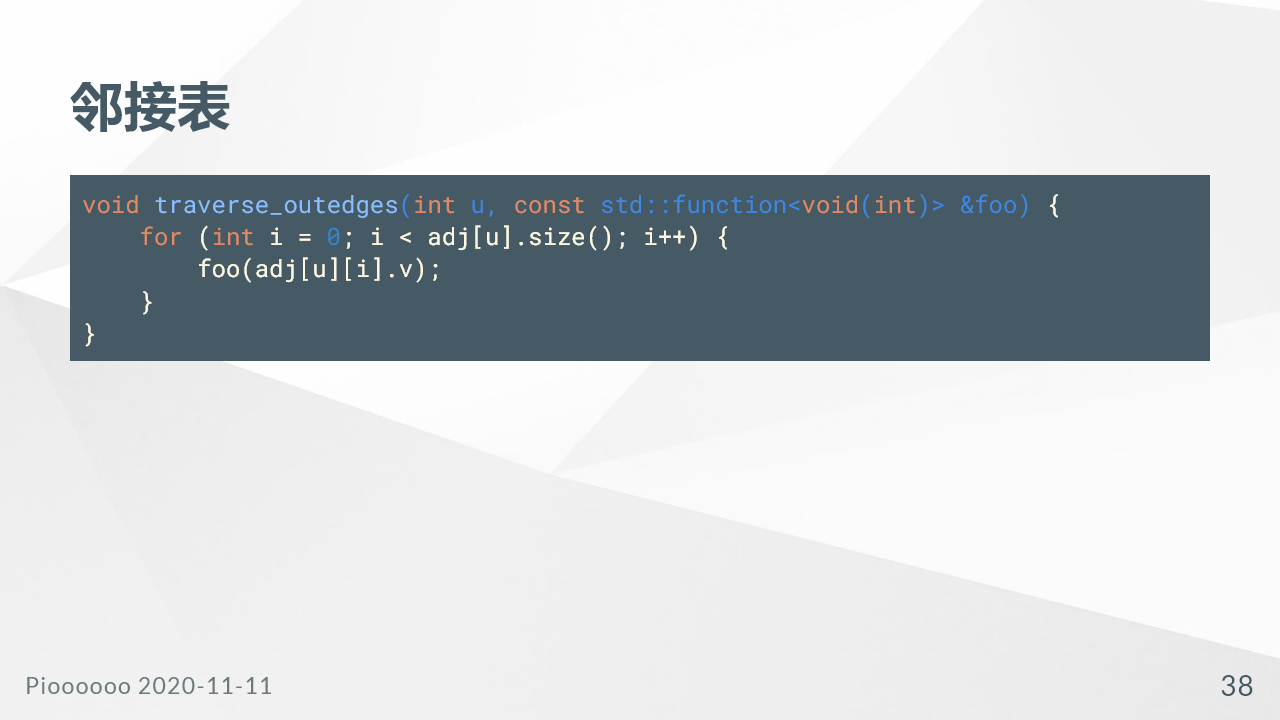 邻接表
void traverse_outedges(int u, const std::function<void(int)> &foo) {
    for (int i = 0; i < adj[u].size(); i++) {
        foo(adj[u][i].v);
    }
}
Pioooooo 2020-11-11
38